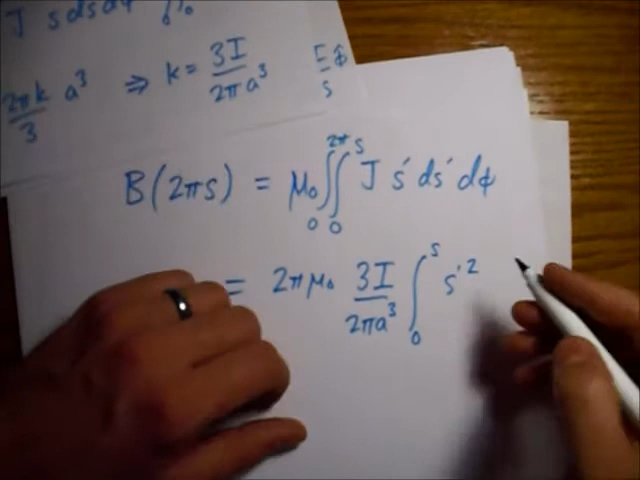 J s ds dφ
2πk/3 a³ ⇒ k = 3I/2πa³
B(2πs) = μ₀ ∫₀^2π ∫₀^s J s' ds' dφ
= 2πμ₀ 3I/2πa³ ∫₀^s s'²